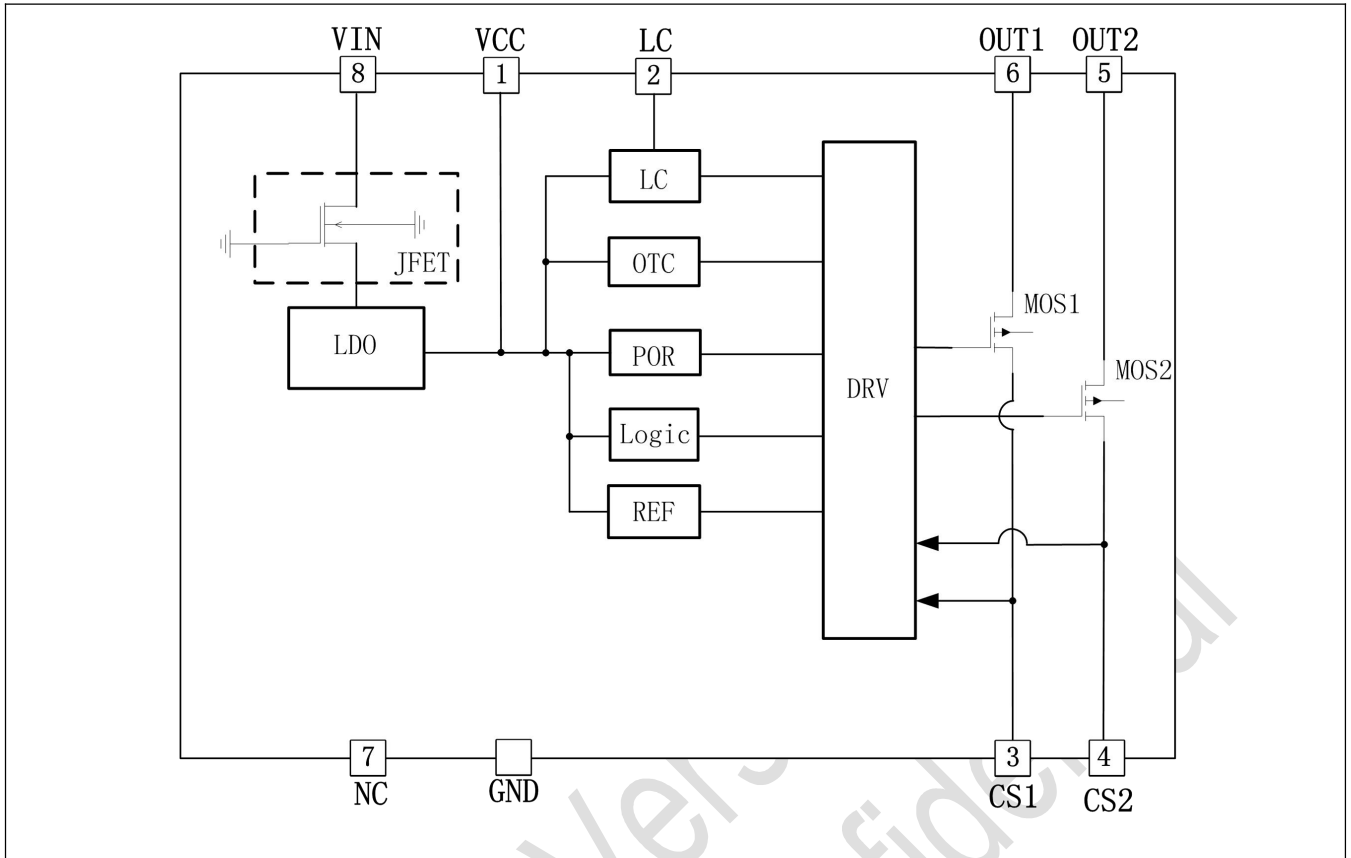 VIN
VCC
LC
OUT1
OUT2
8
1
2
6
5
LC
JFET
OTC
MOS1
LDO
POR
DRV
MOS2
Logic
REF
7
3
4
NC
GND
CS1
CS2